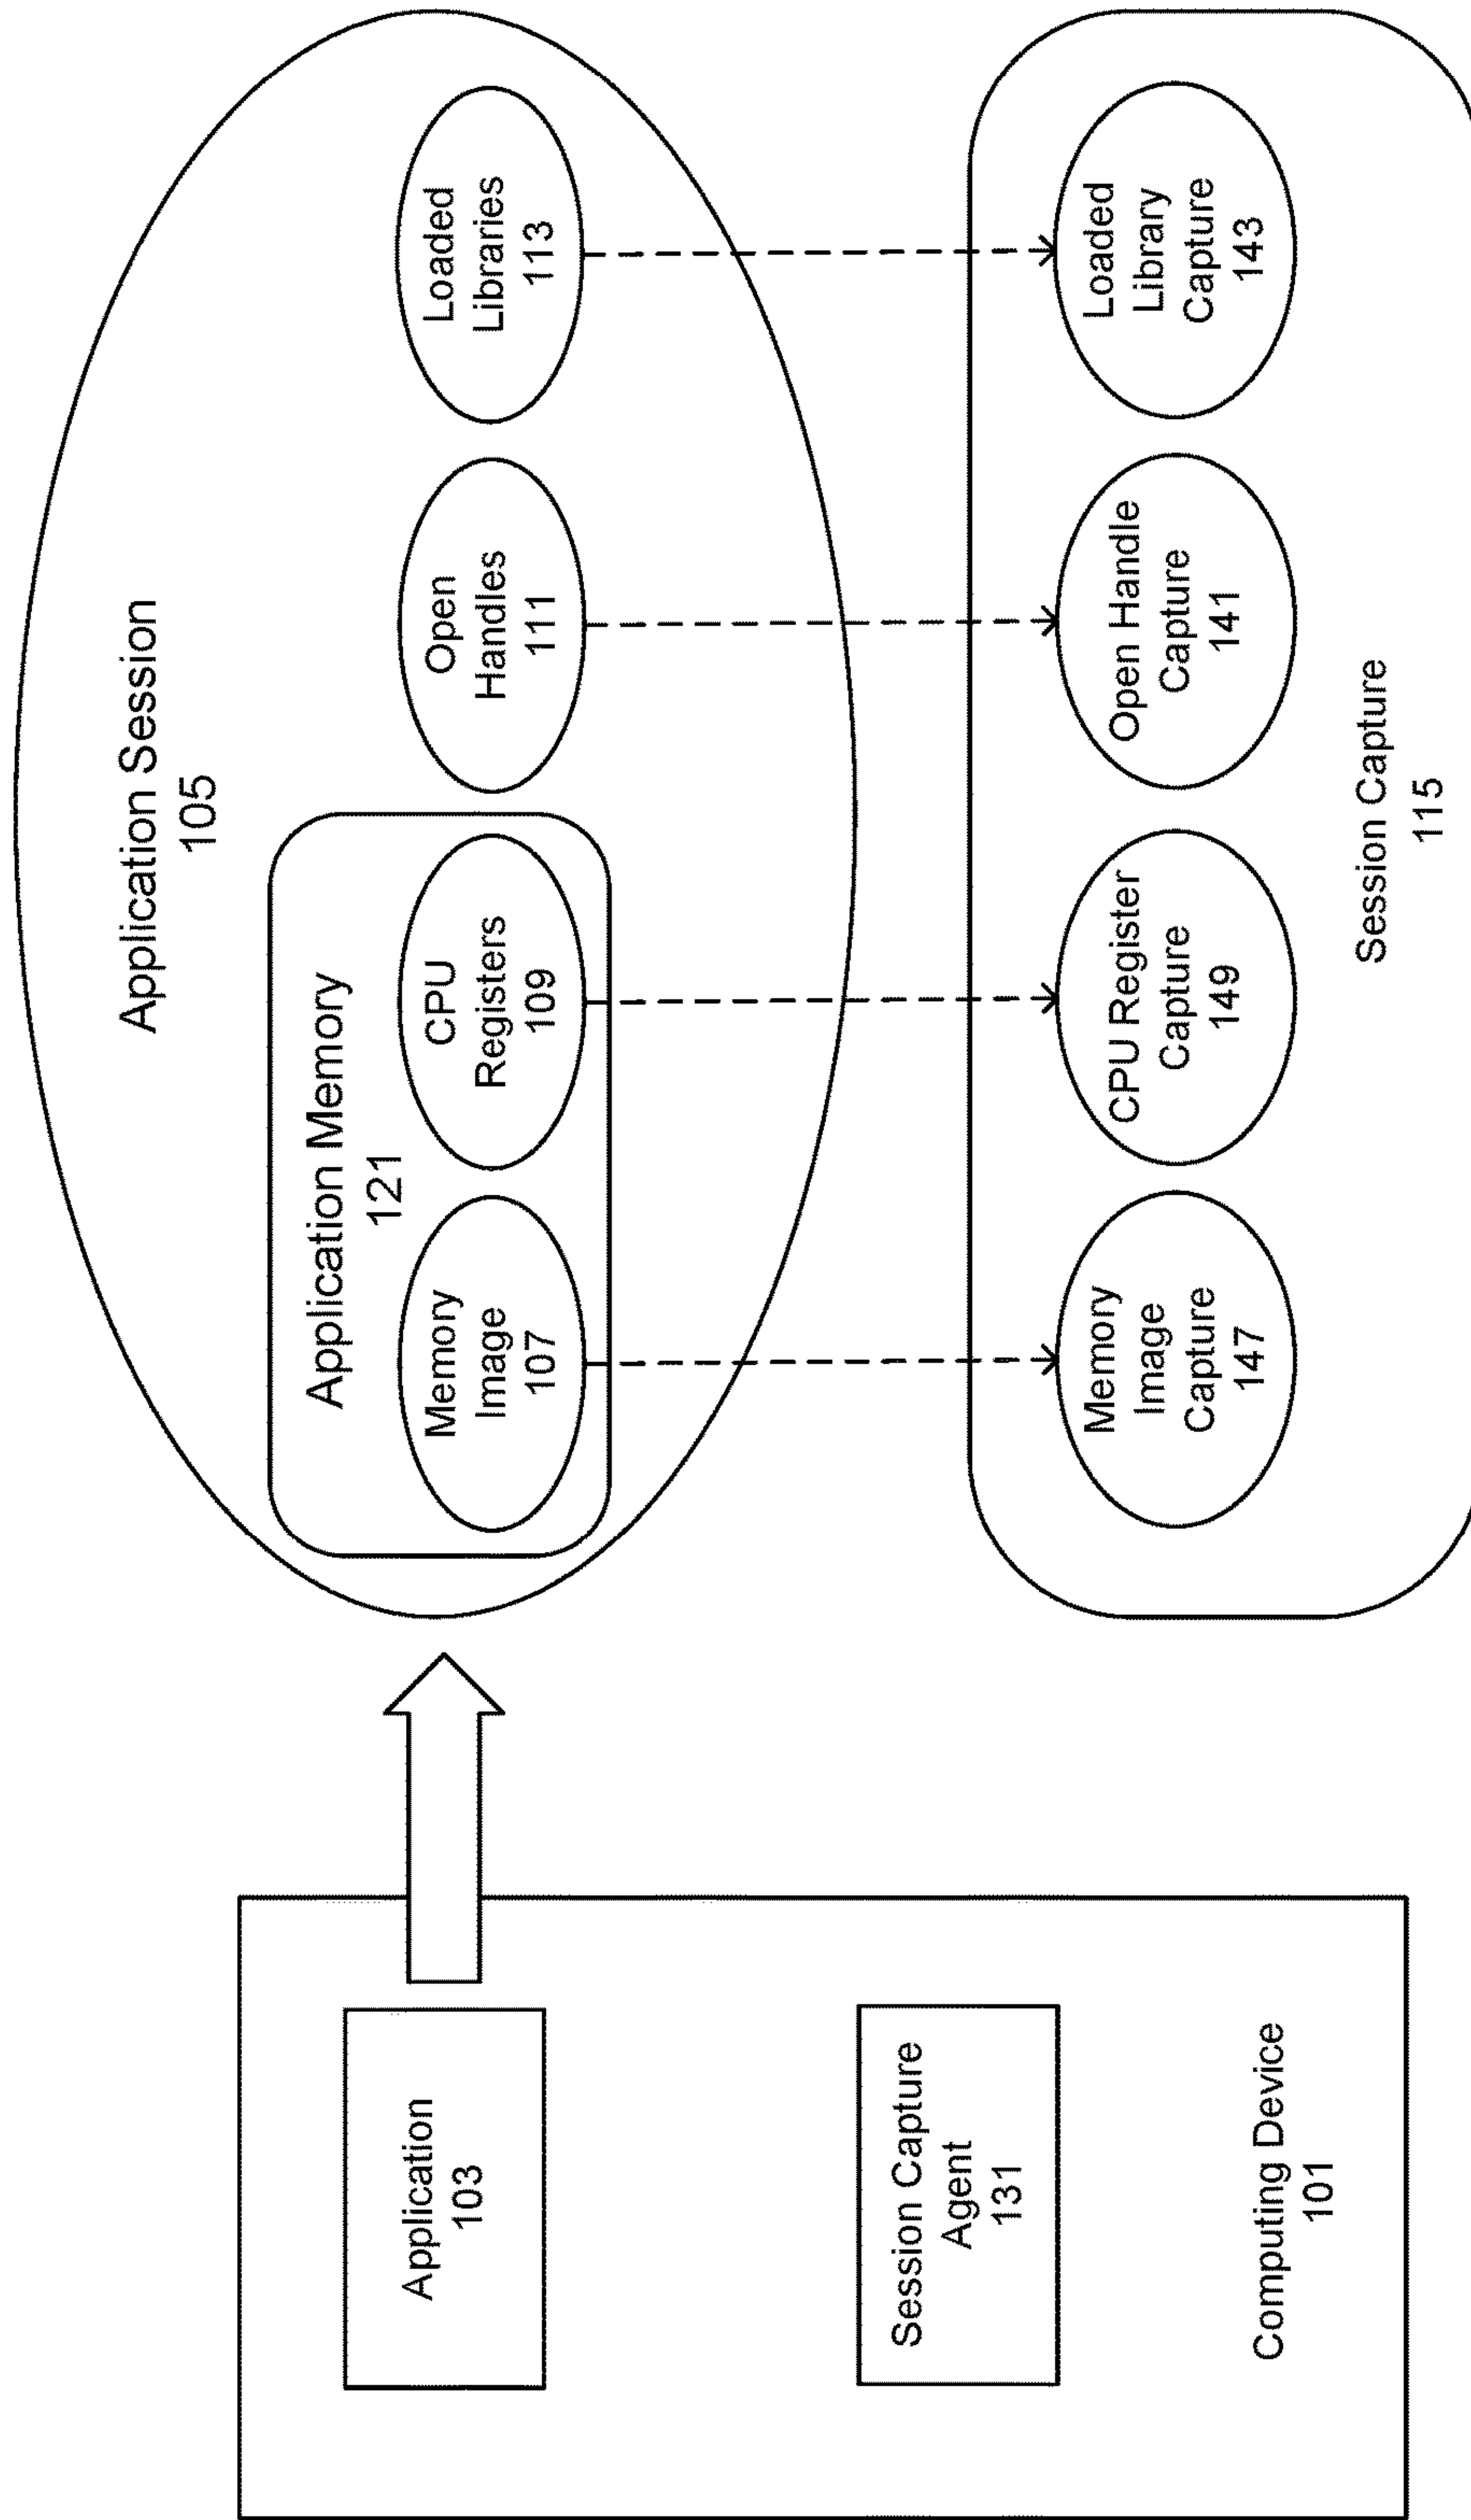 Application
103
Session Capture
Agent
131
Computing Device
101
Application Session
105
Application Memory
121
Memory
Image
107
CPU
Registers
109
Open
Handles
111
Loaded
Libraries
113
Memory
Image
Capture
147
CPU Register
Capture
149
Open Handle
Capture
141
Loaded
Library
Capture
143
Session Capture
115